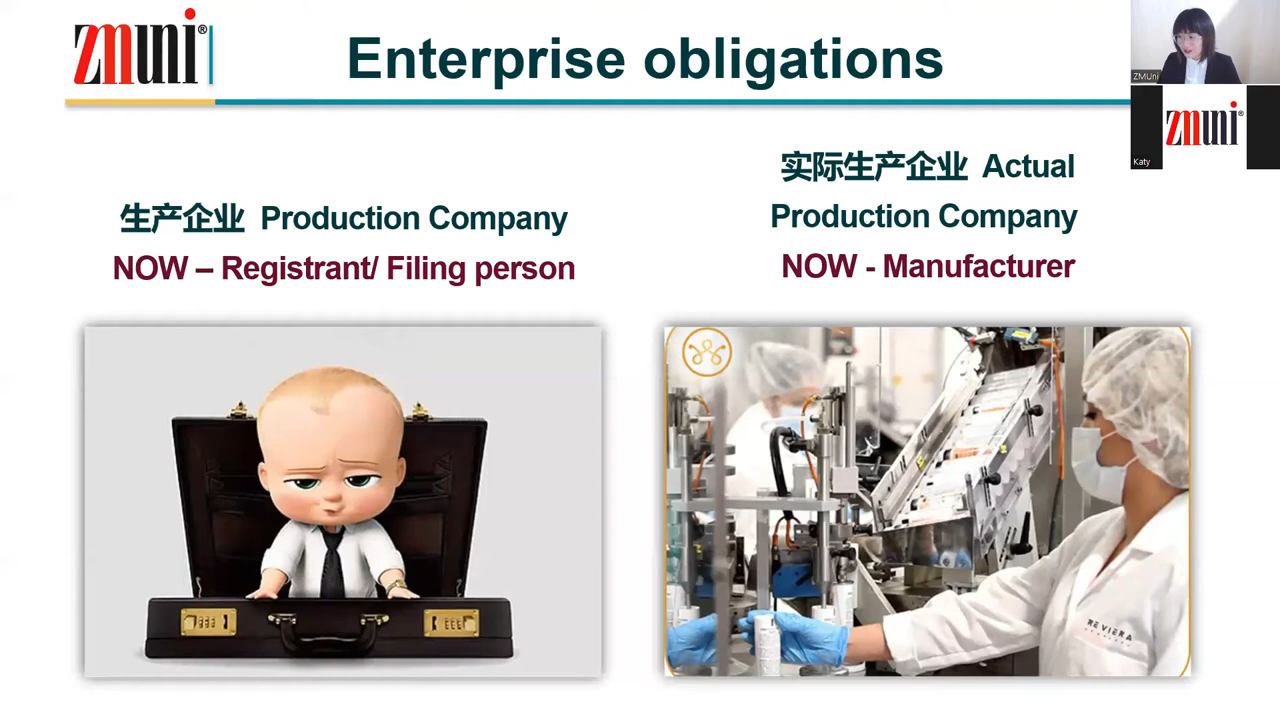 zmuni®
Enterprise obligations
ZMUni
zmuni®
Katy
生产企业 Production Company
NOW – Registrant/ Filing person
实际生产企业 Actual
Production Company
NOW - Manufacturer
REVIERA